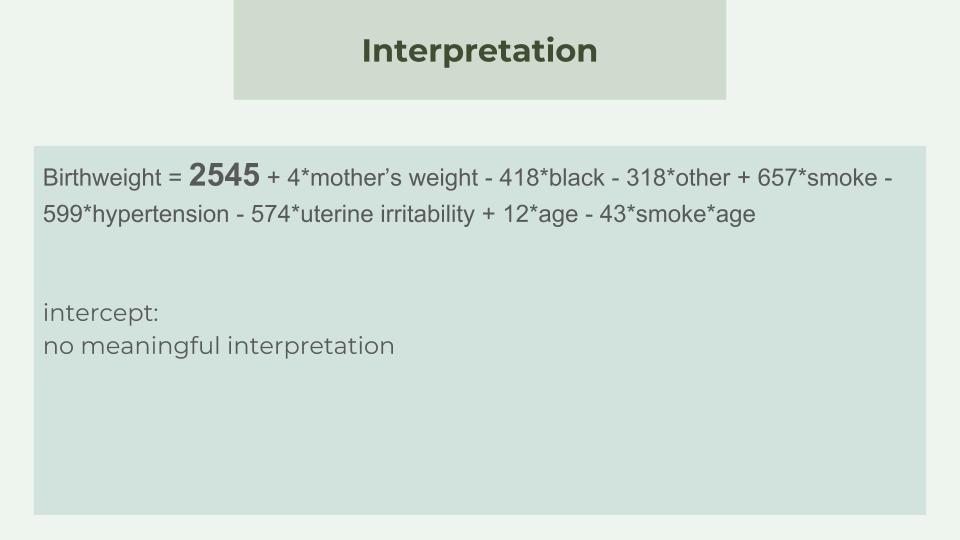 Interpretation
Birthweight = 2545 + 4*mother’s weight - 418*black - 318*other + 657*smoke -
599*hypertension - 574*uterine irritability + 12*age - 43*smoke*age
intercept:
no meaningful interpretation